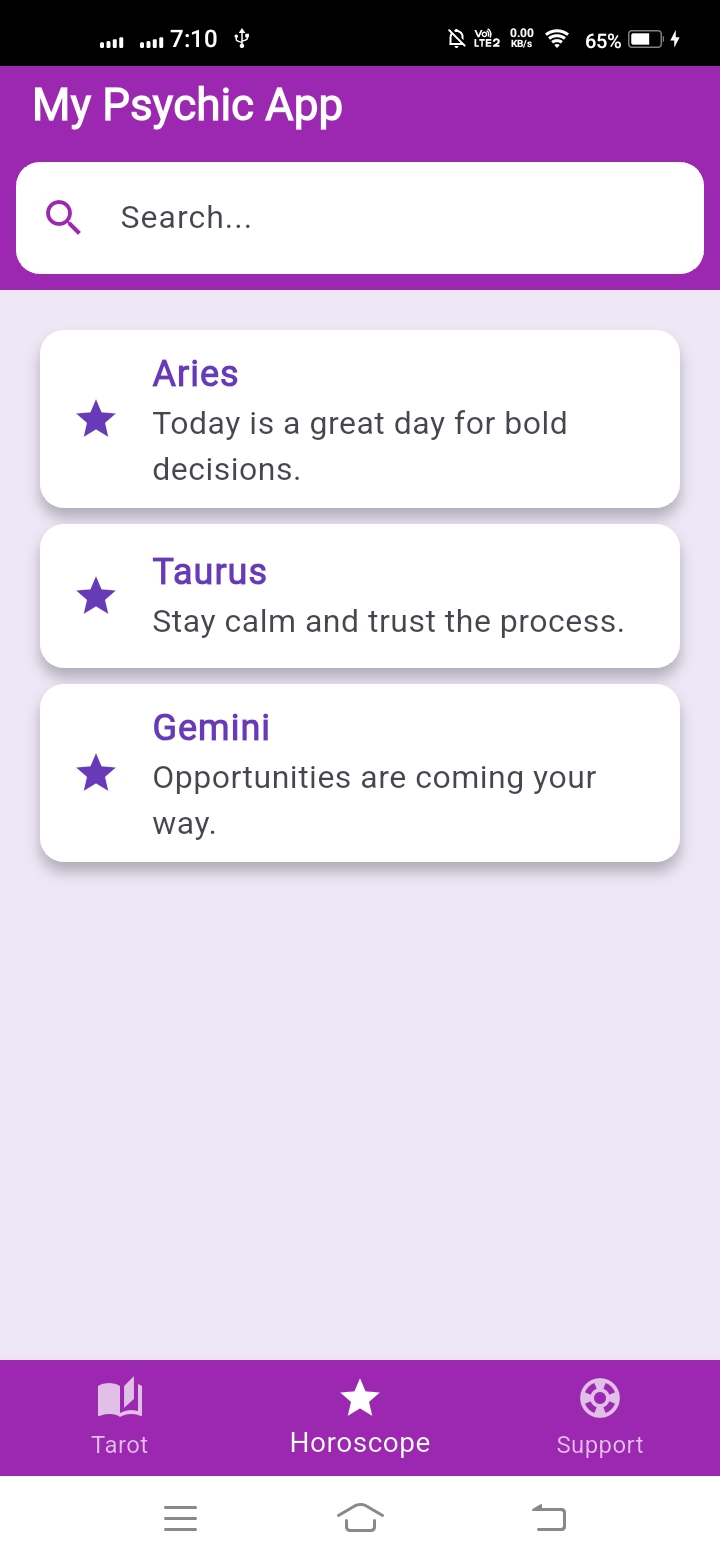 7:10
Vo)) LTE2
0.00 KB/s
65%
My Psychic App
Search...
Aries
Today is a great day for bold
decisions.
Taurus
Stay calm and trust the process.
Gemini
Opportunities are coming your
way.
Tarot
Horoscope
Support